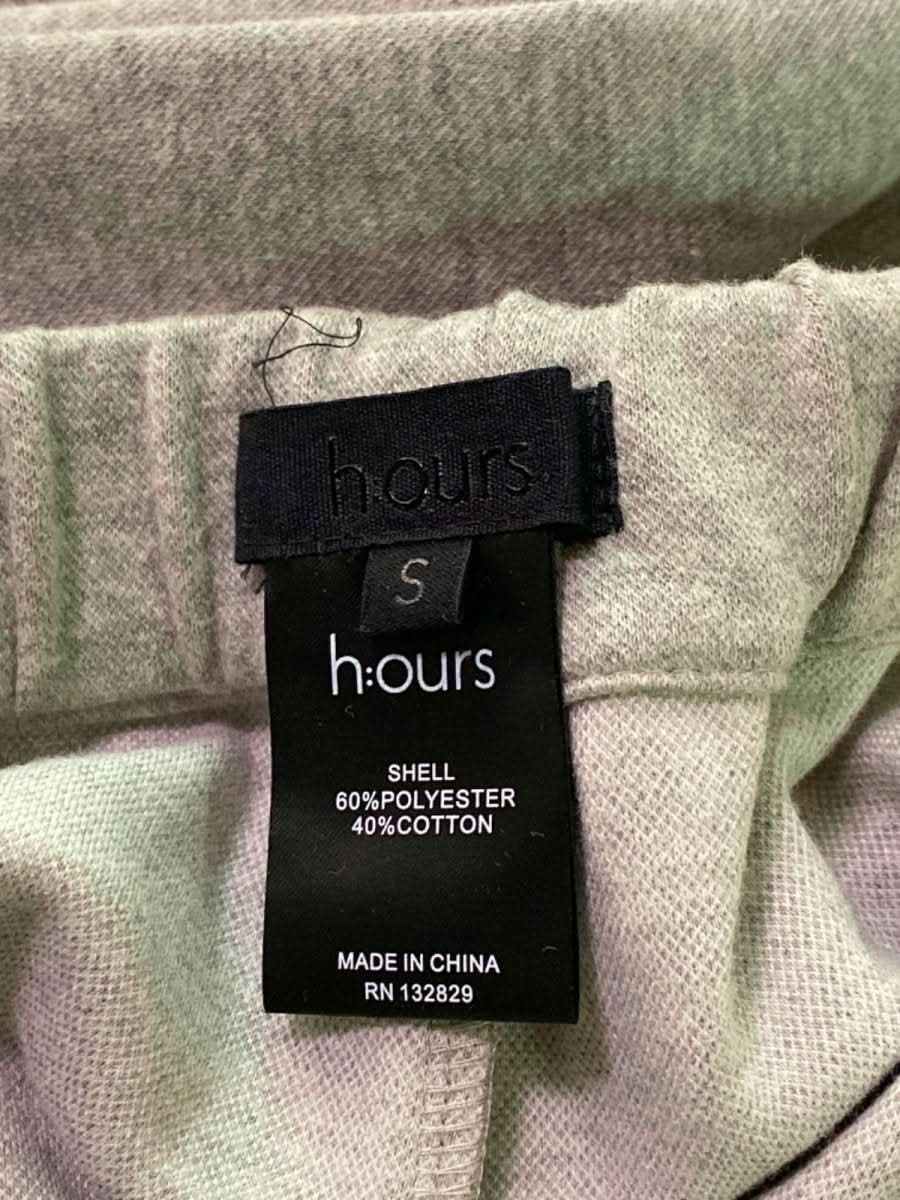 h:ours
S
h:ours
SHELL
60%POLYESTER
40%COTTON
MADE IN CHINA
RN 132829